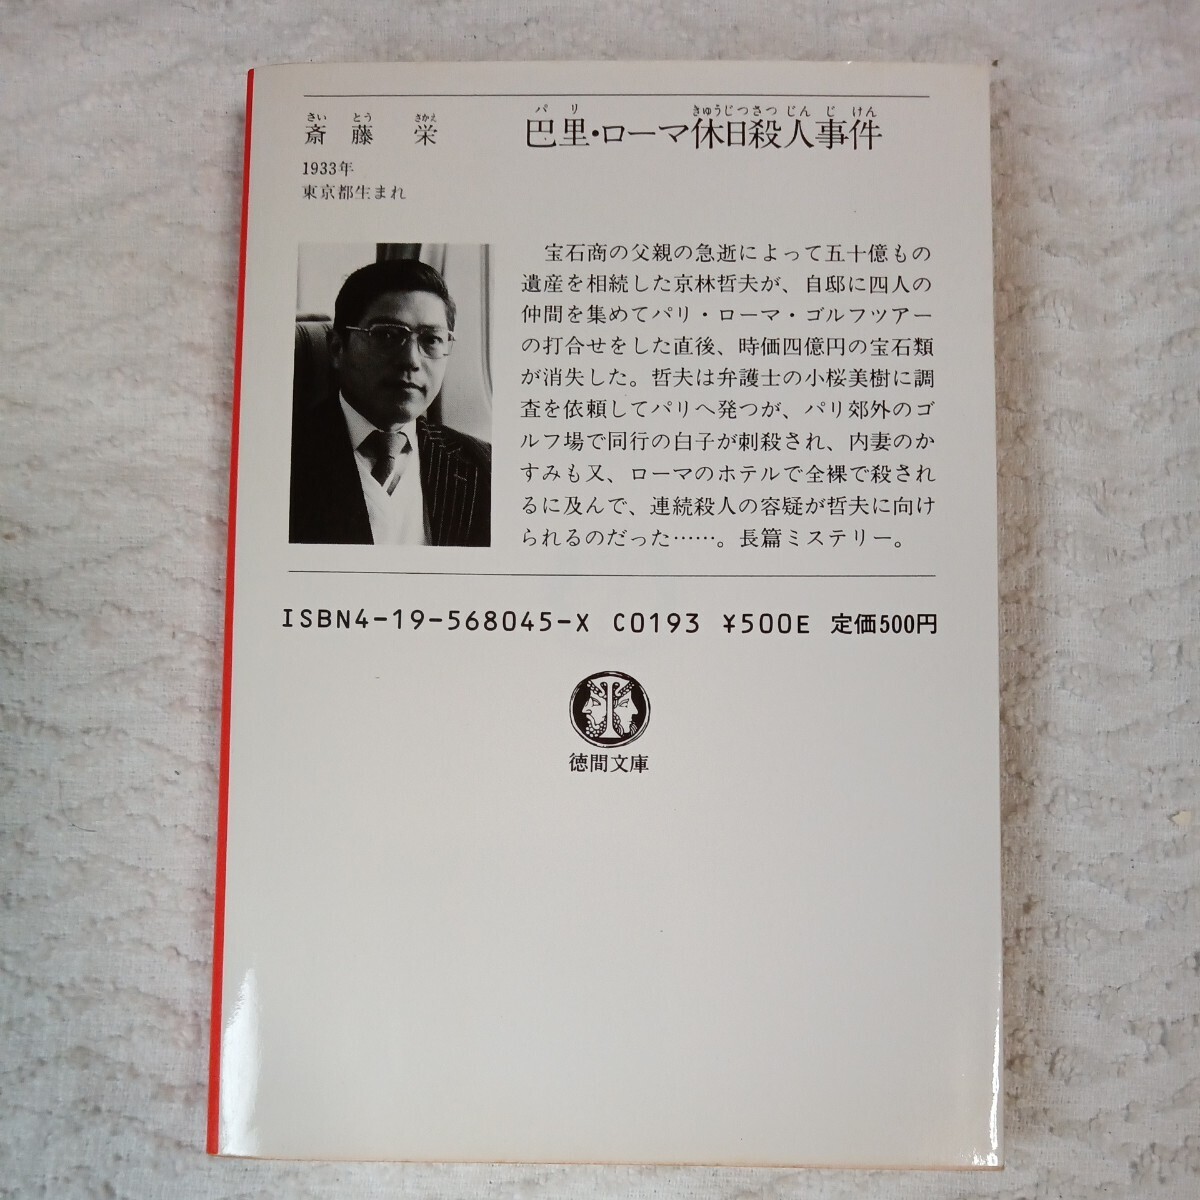 さい とう さかえ
斎藤 栄
1933年
東京都生まれ
パリ きゅうじつさつじんじけん
巴里・ローマ休日殺人事件
宝石商の父親の急逝によって五十億もの
遺産を相続した京林哲夫が、自邸に四人の
仲間を集めてパリ・ローマ・ゴルフツアー
の打合せをした直後、時価四億円の宝石類
が消失した。哲夫は弁護士の小桜美樹に調
査を依頼してパリへ発つが、パリ郊外のゴ
ルフ場で同行の白子が刺殺され、内妻のか
すみも又、ローマのホテルで全裸で殺され
るに及んで、連続殺人の容疑が哲夫に向け
られるのだった……。長篇ミステリー。
ISBN4-19-568045-X C0193 ¥500E 定価500円
徳間文庫